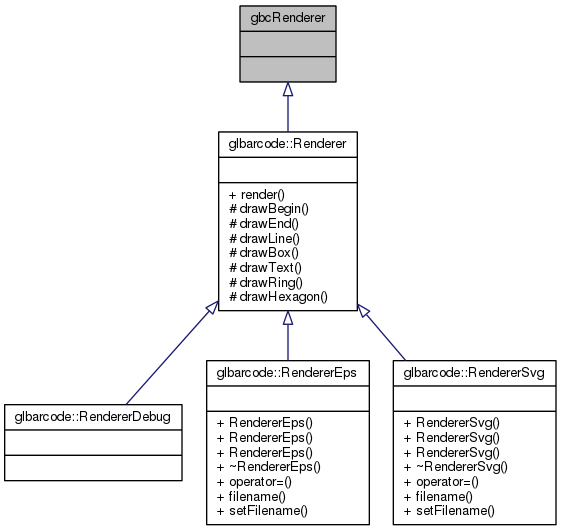 gbcRenderer
glbarcode::Renderer
+ render()
# drawBegin()
# drawEnd()
# drawLine()
# drawBox()
# drawText()
# drawRing()
# drawHexagon()
glbarcode::RendererDebug
glbarcode::RendererEps
+ RendererEps()
+ RendererEps()
+ RendererEps()
+ ~RendererEps()
+ operator=()
+ filename()
+ setFilename()
glbarcode::RendererSvg
+ RendererSvg()
+ RendererSvg()
+ RendererSvg()
+ ~RendererSvg()
+ operator=()
+ filename()
+ setFilename()